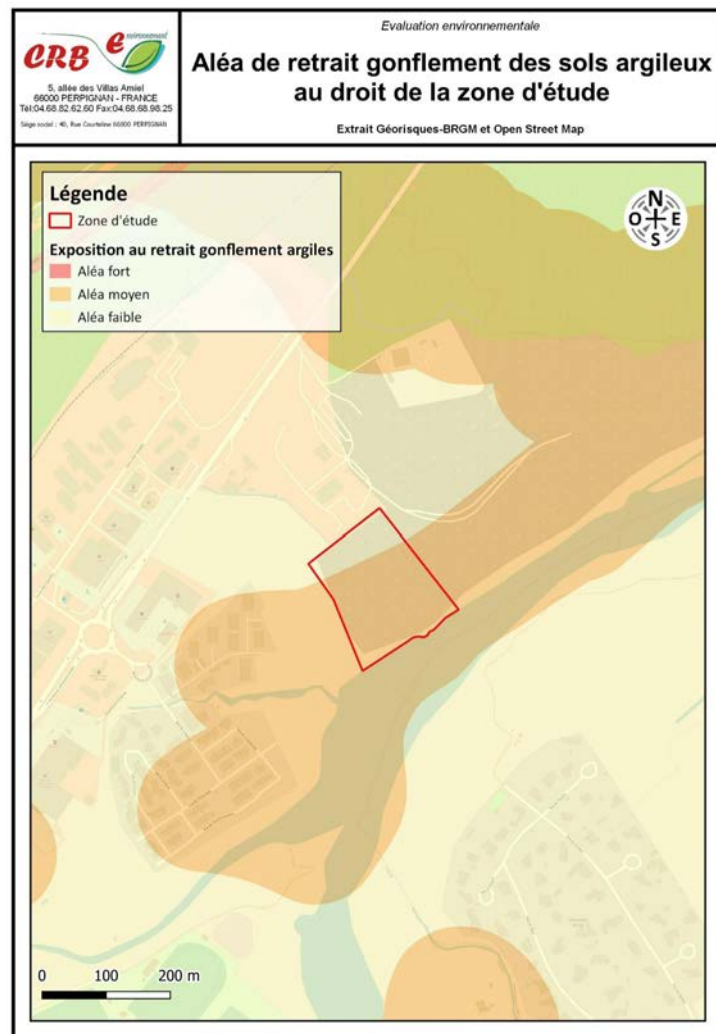 CRB
e nvironnement
5, allée des Villas Amiel
66000 PERPIGNAN - FRANCE
Tél:04.68.82.62.60 Fax:04.68.68.98.25
Siège social : 40, Rue Courteline 66000 PERPIGNAN
Evaluation environnementale
Aléa de retrait gonflement des sols argileux
au droit de la zone d'étude
Extrait Géorisques-BRGM et Open Street Map
Légende
Zone d'étude
Exposition au retrait gonflement argiles
Aléa fort
Aléa moyen
Aléa faible
N
O E
S
0 100 200 m